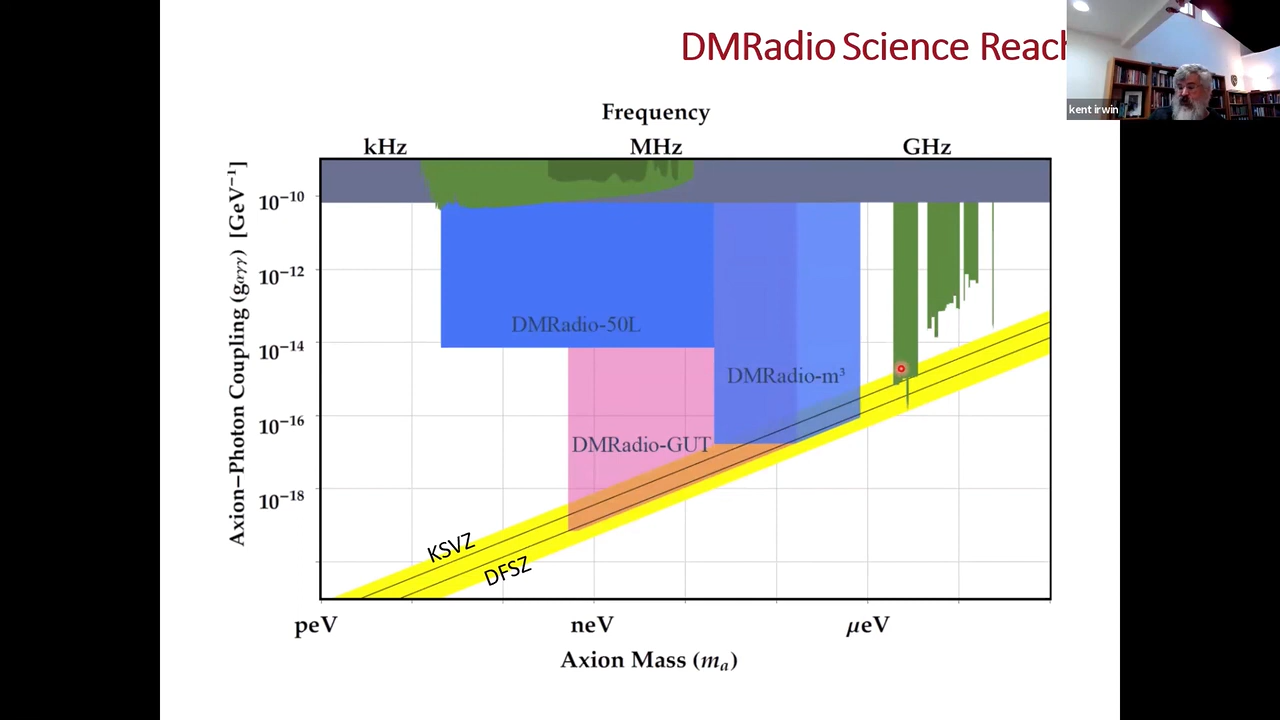 DMRadio Science Reach
kent irwin
Frequency
kHz MHz GHz
Axion−Photon Coupling (gαγγ) [GeV⁻¹]
10⁻¹⁰
10⁻¹²
10⁻¹⁴
10⁻¹⁶
10⁻¹⁸
DMRadio-50L
DMRadio-m³
DMRadio-GUT
KSVZ
DFSZ
peV neV µeV
Axion Mass (mₐ)